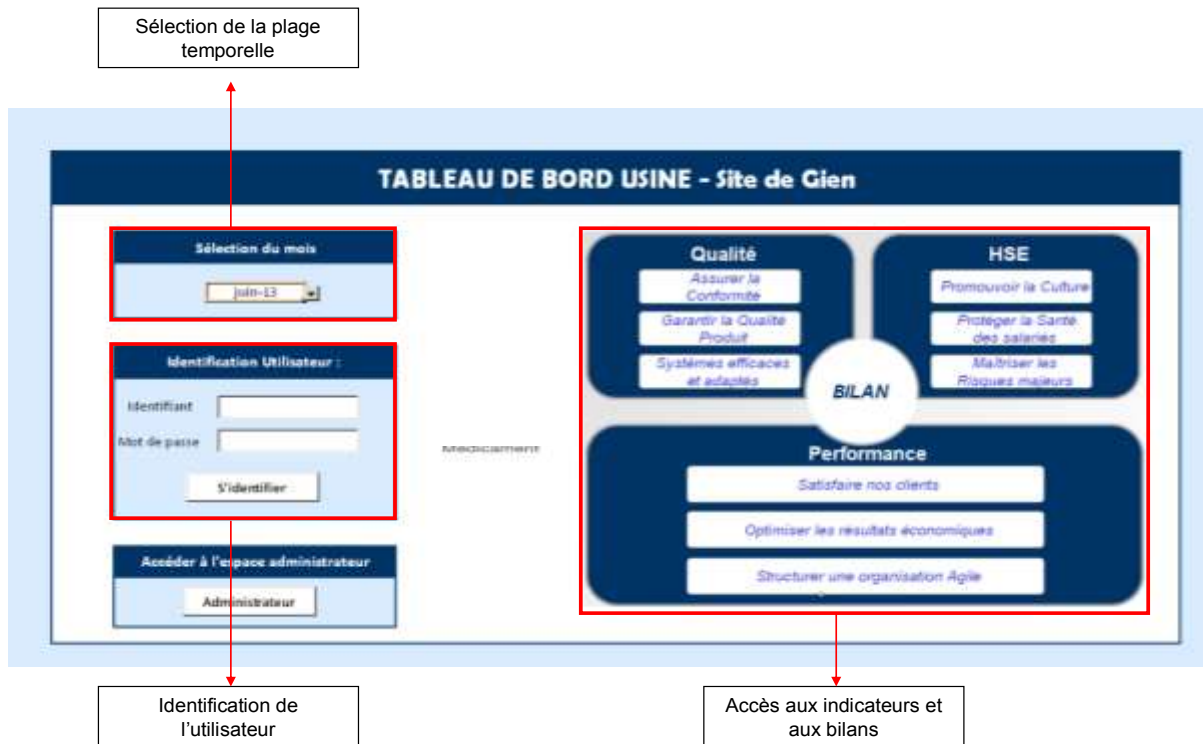 Sélection de la plage
temporelle
TABLEAU DE BORD USINE - Site de Gien
Sélection du mois
juin-13
Identification Utilisateur :
Identifiant
Mot de passe
S'identifier
Accéder à l'espace administrateur
Administrateur
Médicament
Qualité
Assurer la
Conformité
Garantir la Qualité
Produit
Systèmes efficaces
et adaptés
HSE
Promouvoir la Culture
Protéger la Santé
des salariés
Maîtriser les
Risques majeurs
BILAN
Performance
Satisfaire nos clients
Optimiser les résultats économiques
Structurer une organisation Agile
Identification de
l’utilisateur
Accès aux indicateurs et
aux bilans